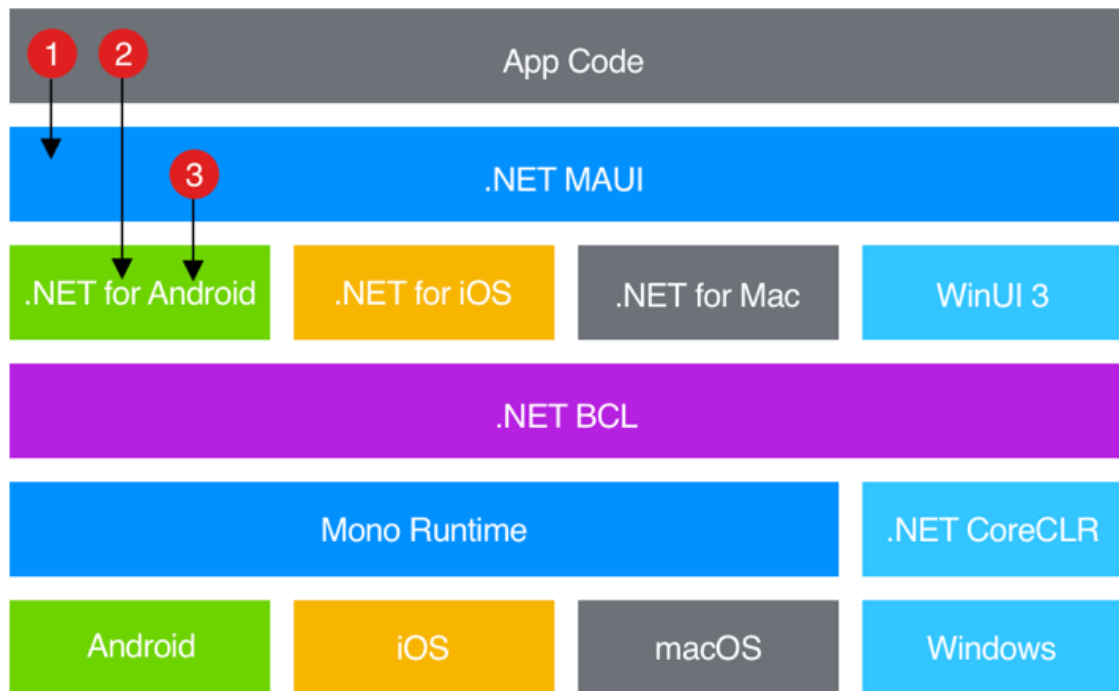 1 2
App Code
3
.NET MAUI
.NET for Android .NET for iOS .NET for Mac WinUI 3
.NET BCL
Mono Runtime .NET CoreCLR
Android iOS macOS Windows